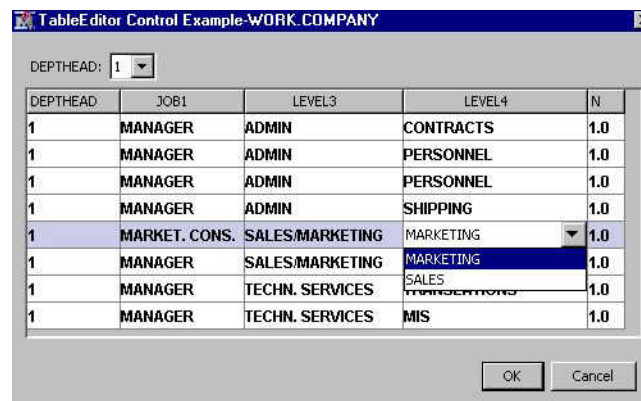 TableEditor Control Example-WORK.COMPANY
DEPTHEAD: 1
DEPTHEAD JOB1 LEVEL3 LEVEL4 N
1 MANAGER ADMIN CONTRACTS 1.0
1 MANAGER ADMIN PERSONNEL 1.0
1 MANAGER ADMIN PERSONNEL 1.0
1 MANAGER ADMIN SHIPPING 1.0
1 MARKET. CONS. SALES/MARKETING MARKETING 1.0
1 MANAGER SALES/MARKETING MARKETING 1.0
1 MANAGER TECHN. SERVICES SALES 1.0
1 MANAGER TECHN. SERVICES MIS 1.0
OK Cancel